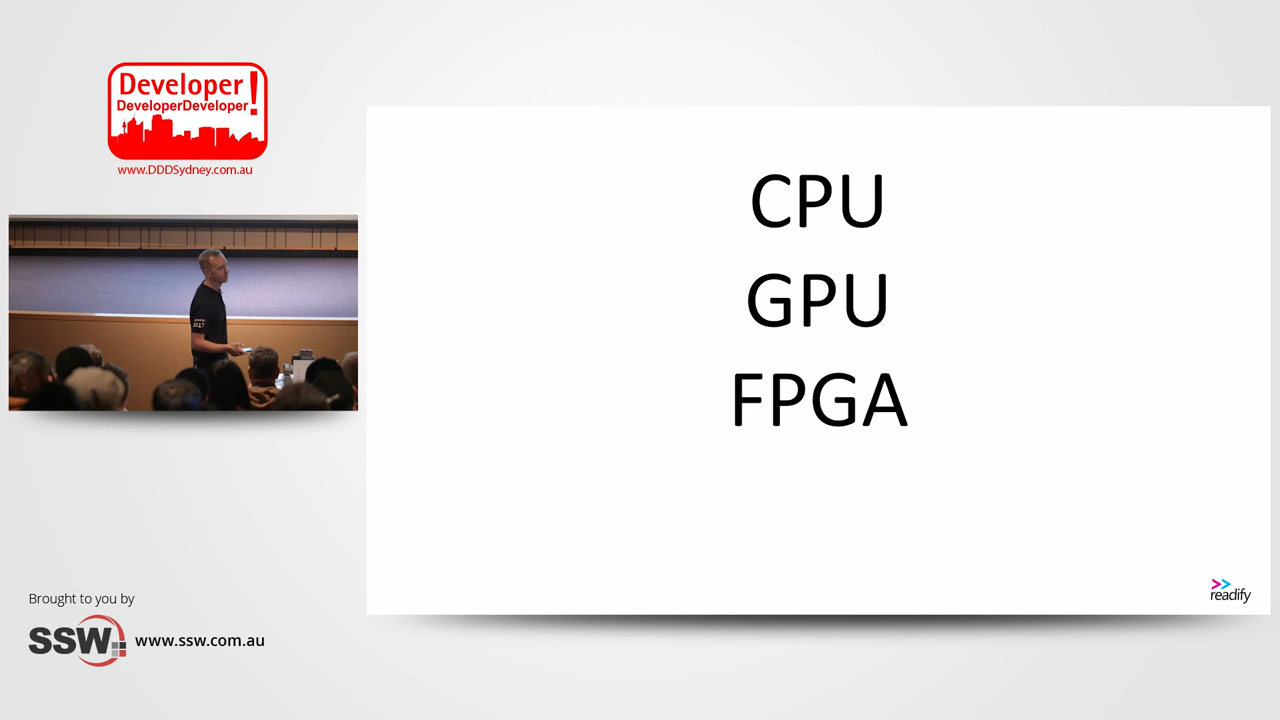 Developer!
DeveloperDeveloper
www.DDDSydney.com.au
CPU
GPU
FPGA
2017
readify
Brought to you by
SSW
www.ssw.com.au